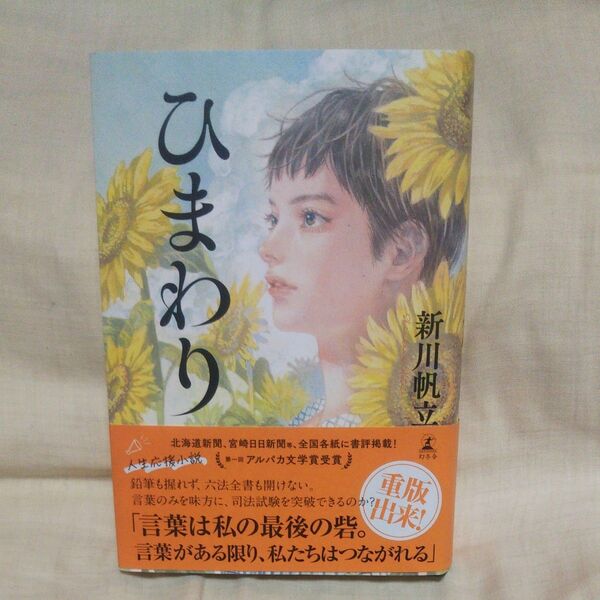 ひまわり
新川帆立
幻冬舎
北海道新聞、宮崎日日新聞等、全国各紙に書評掲載！
人生応援小説
第一回 アルパカ文学賞受賞
鉛筆も握れず、六法全書も開けない。
言葉のみを味方に、司法試験を突破できるのか？
重版
出来！
「言葉は私の最後の砦。
言葉がある限り、私たちはつながれる」